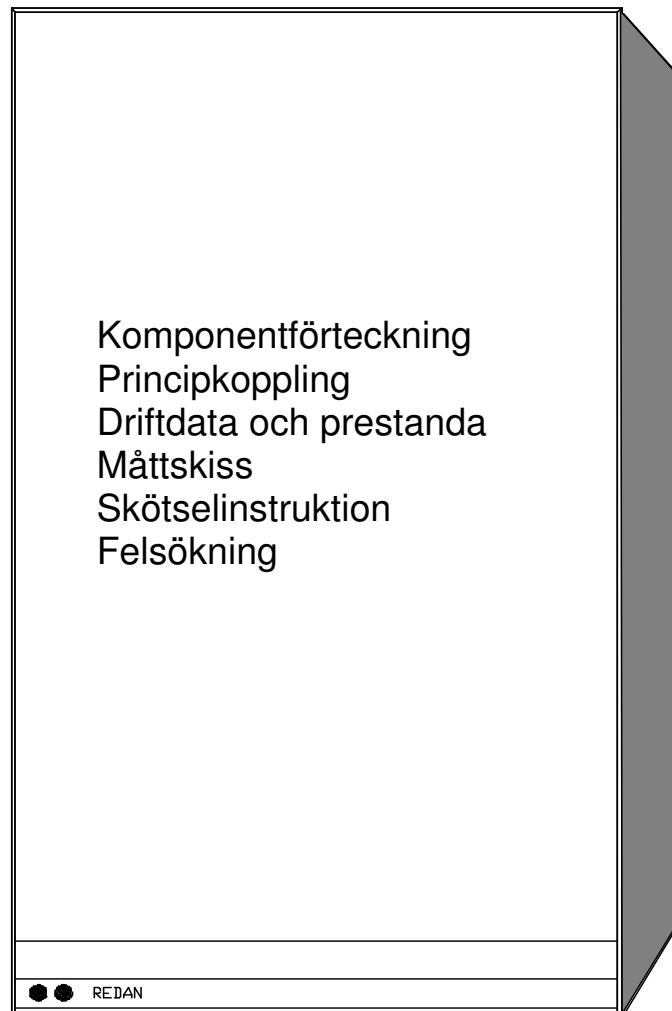 Komponentförteckning
Principkoppling
Driftdata och prestanda
Måttskiss
Skötselinstruktion
Felsökning
REDAN